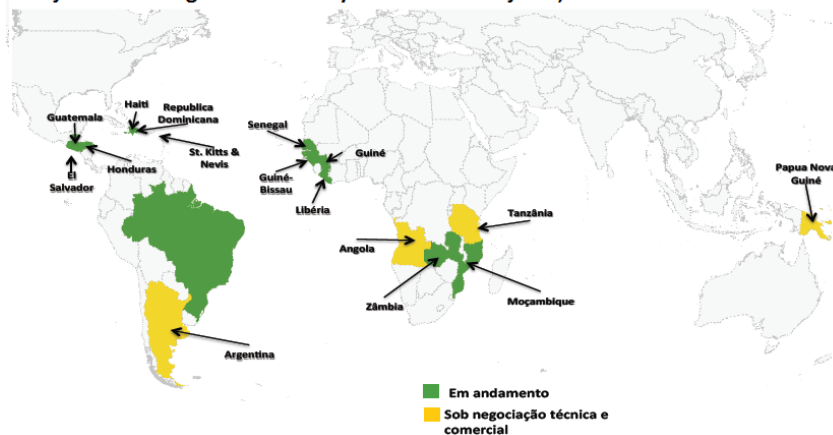 Haiti
Republica
Dominicana
Guatemala
Senegal
St. Kitts &
Nevis
Guiné
Honduras
El
Salvador
Guiné-
Bissau
Libéria
Papua Nova
Guiné
Tanzânia
Angola
Zâmbia
Moçambique
Argentina
Em andamento
Sob negociação técnica e
comercial